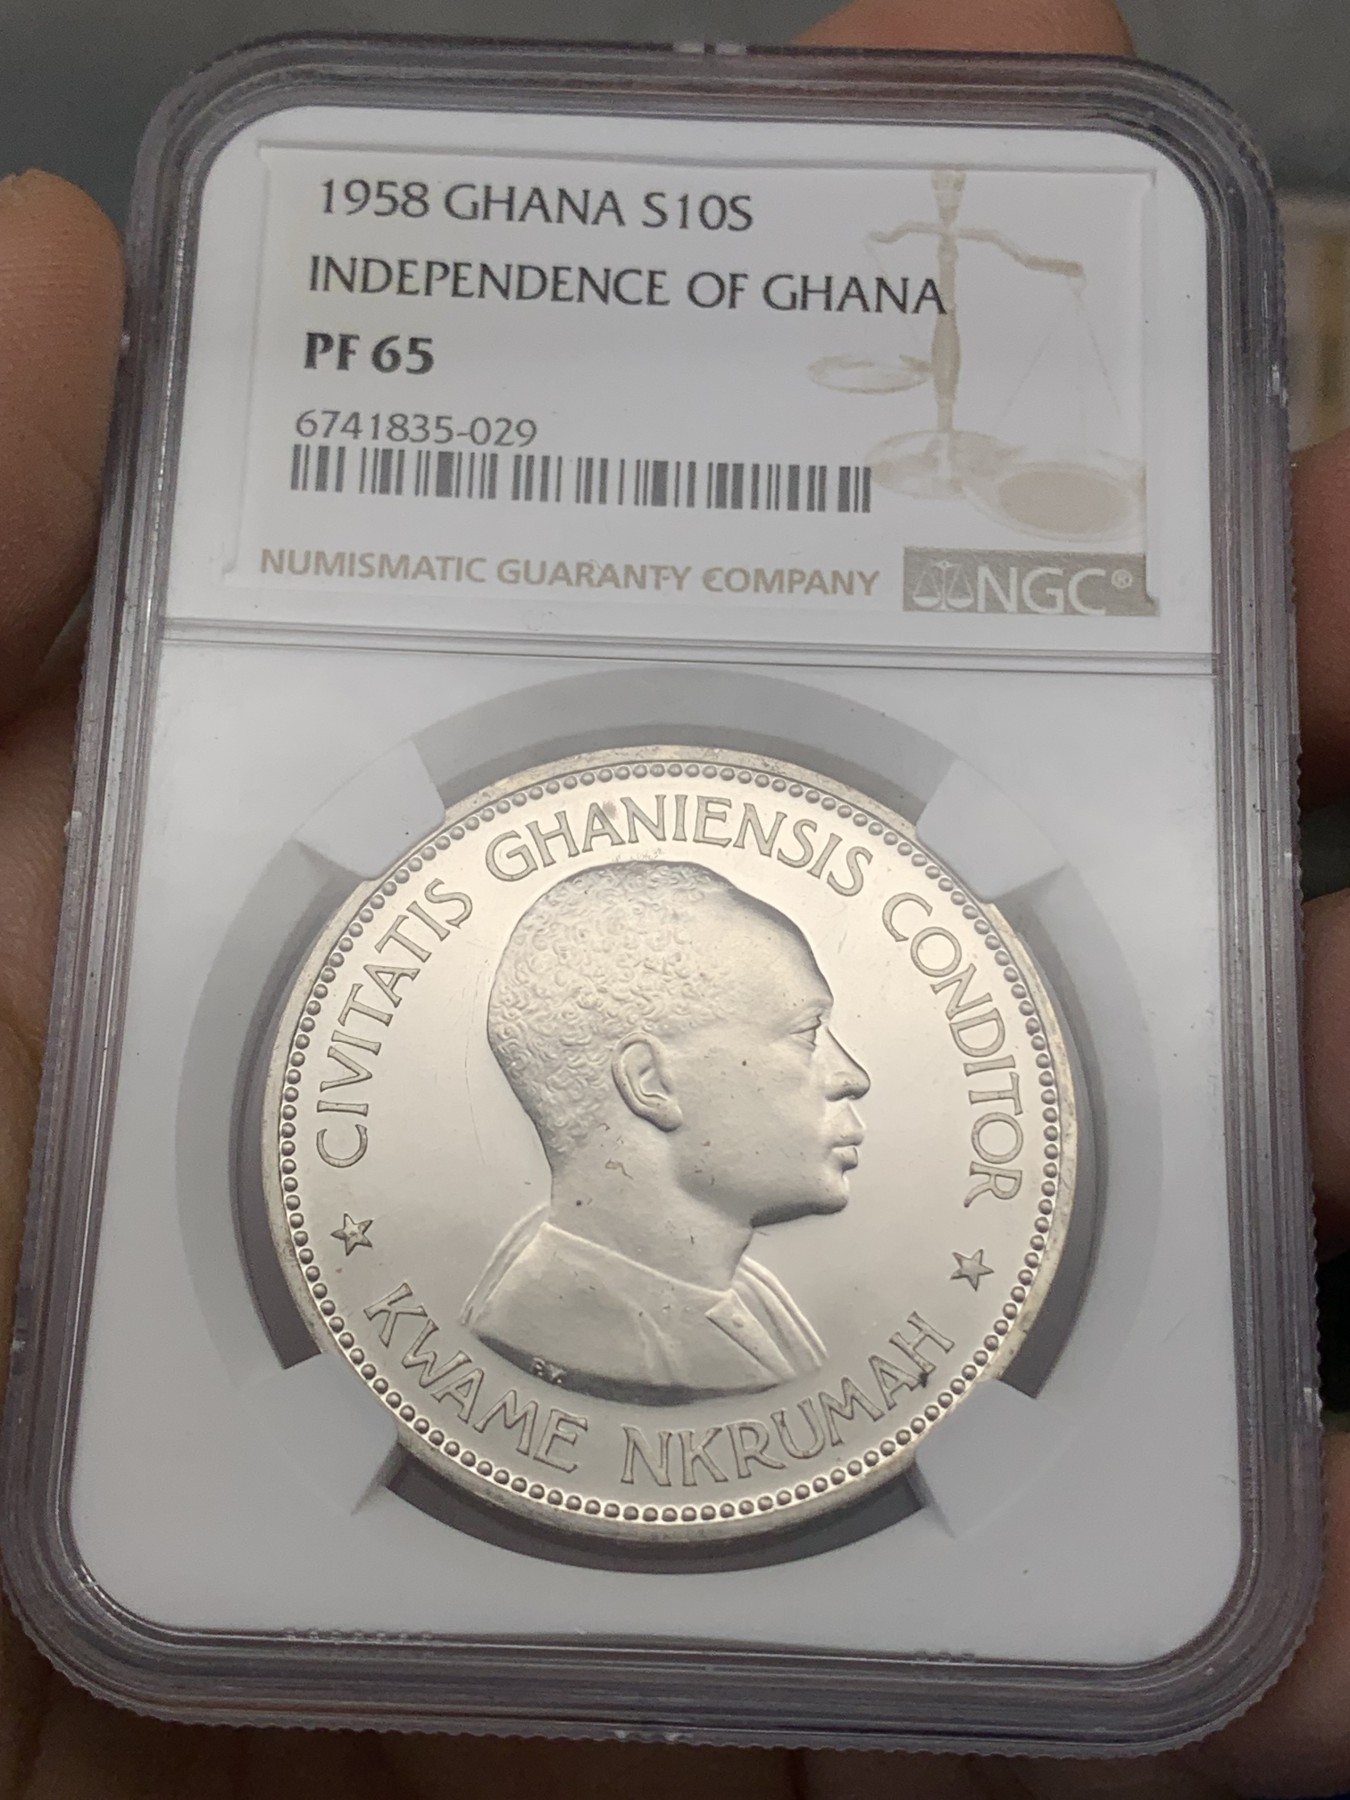 1958 GHANA S10S
INDEPENDENCE OF GHANA
PF 65
6741835-029
NUMISMATIC GUARANTY COMPANY
NGC®
CIVITATIS GHANIENSIS CONDITOR
KWAME NKRUMAH